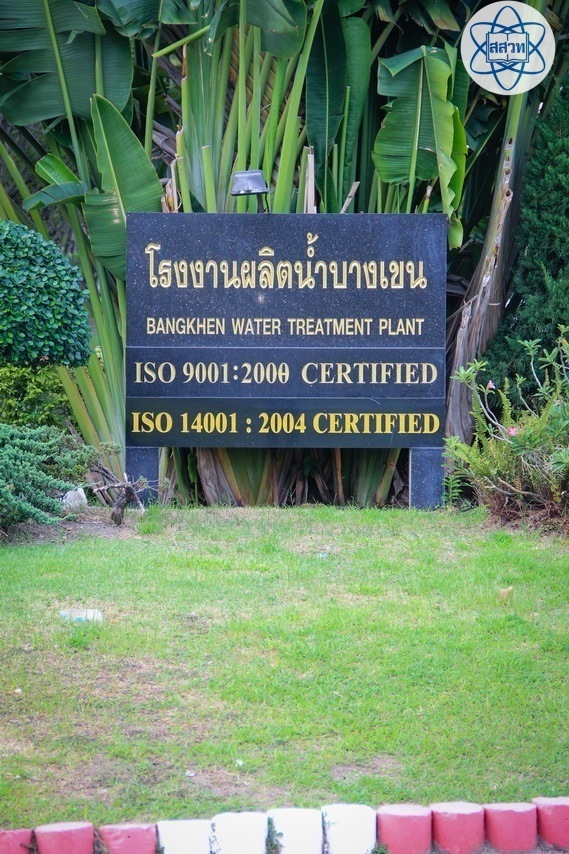 สสวท
โรงงานผลิตน้ำบางเขน
BANGKHEN WATER TREATMENT PLANT
ISO 9001:2000 CERTIFIED
ISO 14001 : 2004 CERTIFIED